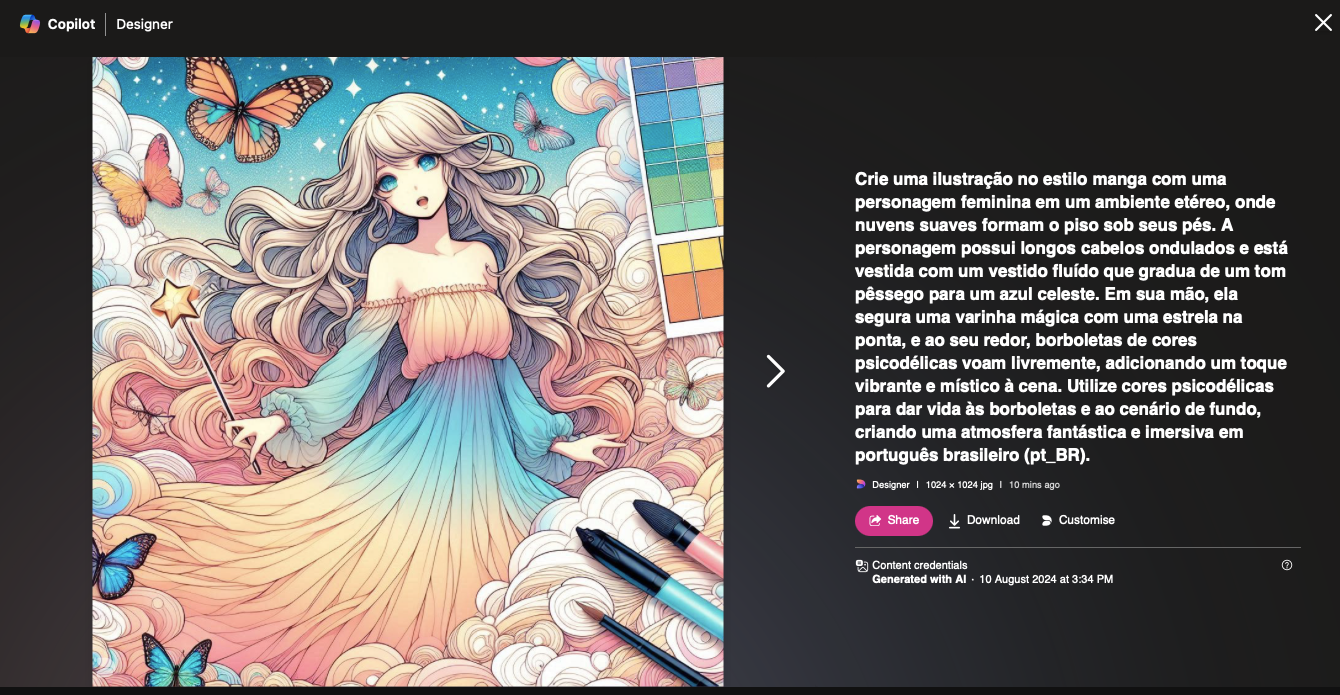 Copilot | Designer
Crie uma ilustração no estilo manga com uma
personagem feminina em um ambiente etéreo, onde
nuvens suaves formam o piso sob seus pés. A
personagem possui longos cabelos ondulados e está
vestida com um vestido fluído que gradua de um tom
pêssego para um azul celeste. Em sua mão, ela
segura uma varinha mágica com uma estrela na
ponta, e ao seu redor, borboletas de cores
psicodélicas voam livremente, adicionando um toque
vibrante e místico à cena. Utilize cores psicodélicas
para dar vida às borboletas e ao cenário de fundo,
criando uma atmosfera fantástica e imersiva em
português brasileiro (pt_BR).
Designer | 1024 × 1024 jpg | 10 mins ago
Share Download Customise
Content credentials
Generated with AI · 10 August 2024 at 3:34 PM